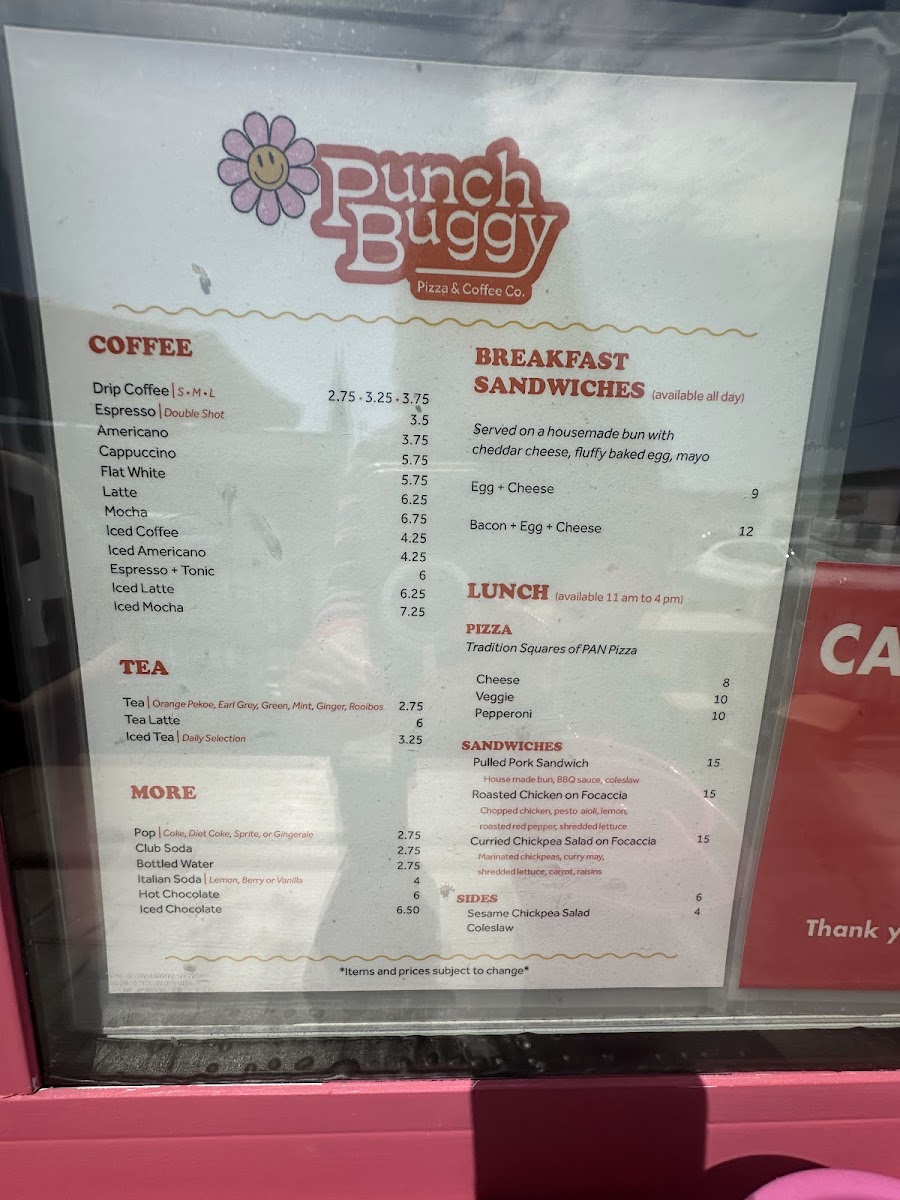 Punch
Buggy
Pizza & Coffee Co.
COFFEE
Drip Coffee | S • M • L 2.75 • 3.25 • 3.75
Espresso | Double Shot 3.5
Americano 3.75
Cappuccino 5.75
Flat White 5.75
Latte 6.25
Mocha 6.75
Iced Coffee 4.25
Iced Americano 4.25
Espresso + Tonic 6
Iced Latte 6.25
Iced Mocha 7.25
TEA
Tea | Orange Pekoe, Earl Grey, Green, Mint, Ginger, Rooibos 2.75
Tea Latte 6
Iced Tea | Daily Selection 3.25
MORE
Pop | Coke, Diet Coke, Sprite, or Gingerale 2.75
Club Soda 2.75
Bottled Water 2.75
Italian Soda | Lemon, Berry or Vanilla 4
Hot Chocolate 6
Iced Chocolate 6.50
BREAKFAST
SANDWICHES (available all day)
Served on a housemade bun with
cheddar cheese, fluffy baked egg, mayo
Egg + Cheese 9
Bacon + Egg + Cheese 12
LUNCH (available 11 am to 4 pm)
PIZZA
Tradition Squares of PAN Pizza
Cheese 8
Veggie 10
Pepperoni 10
SANDWICHES
Pulled Pork Sandwich 15
House made bun, BBQ sauce, coleslaw
Roasted Chicken on Focaccia 15
Chopped chicken, pesto aioli, lemon,
roasted red pepper, shredded lettuce
Curried Chickpea Salad on Focaccia 15
Marinated chickpeas, curry may,
shredded lettuce, carrot, raisins
SIDES 6
Sesame Chickpea Salad 4
Coleslaw
*Items and prices subject to change*
CA
Thank y